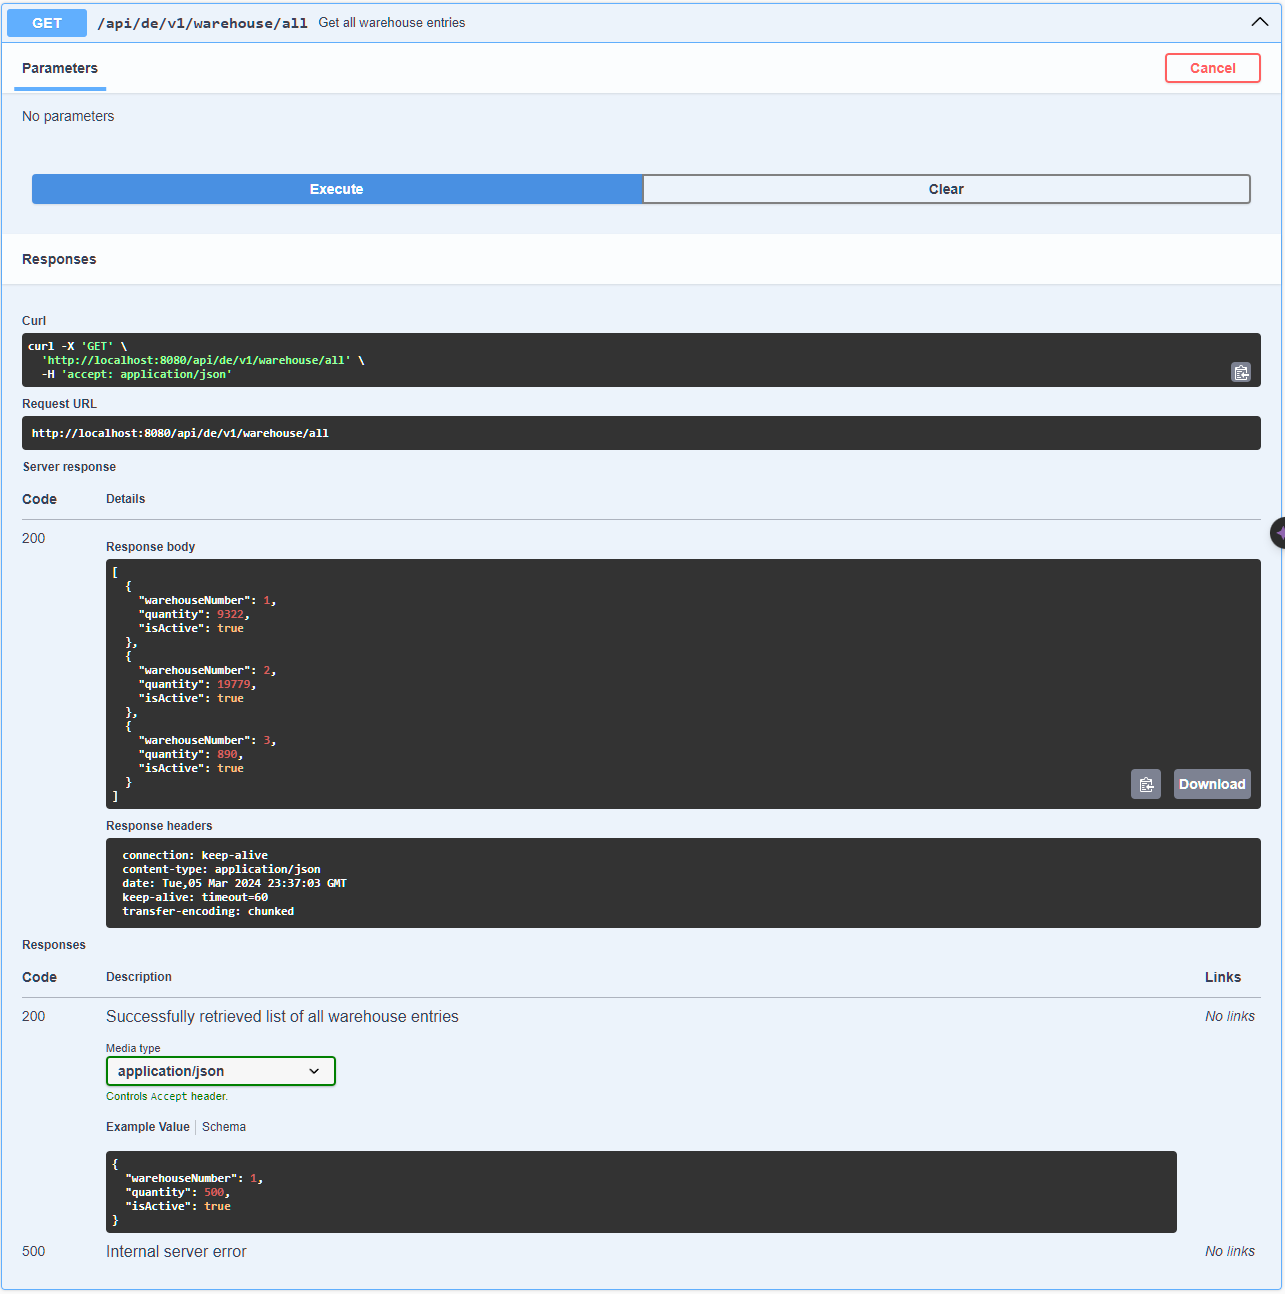 GET /api/de/v1/warehouse/all Get all warehouse entries
Parameters
Cancel
No parameters
Execute
Clear
Responses
Curl
curl -X 'GET' \
  'http://localhost:8080/api/de/v1/warehouse/all' \
  -H 'accept: application/json'
Request URL
http://localhost:8080/api/de/v1/warehouse/all
Server response
Code Details
200
Response body
[
  {
    "warehouseNumber": 1,
    "quantity": 9322,
    "isActive": true
  },
  {
    "warehouseNumber": 2,
    "quantity": 19779,
    "isActive": true
  },
  {
    "warehouseNumber": 3,
    "quantity": 890,
    "isActive": true
  }
]
Download
Response headers
connection: keep-alive
content-type: application/json
date: Tue,05 Mar 2024 23:37:03 GMT
keep-alive: timeout=60
transfer-encoding: chunked
Responses
Code Description Links
200 Successfully retrieved list of all warehouse entries No links
Media type
application/json
Controls Accept header.
Example Value Schema
{
  "warehouseNumber": 1,
  "quantity": 500,
  "isActive": true
}
500 Internal server error No links